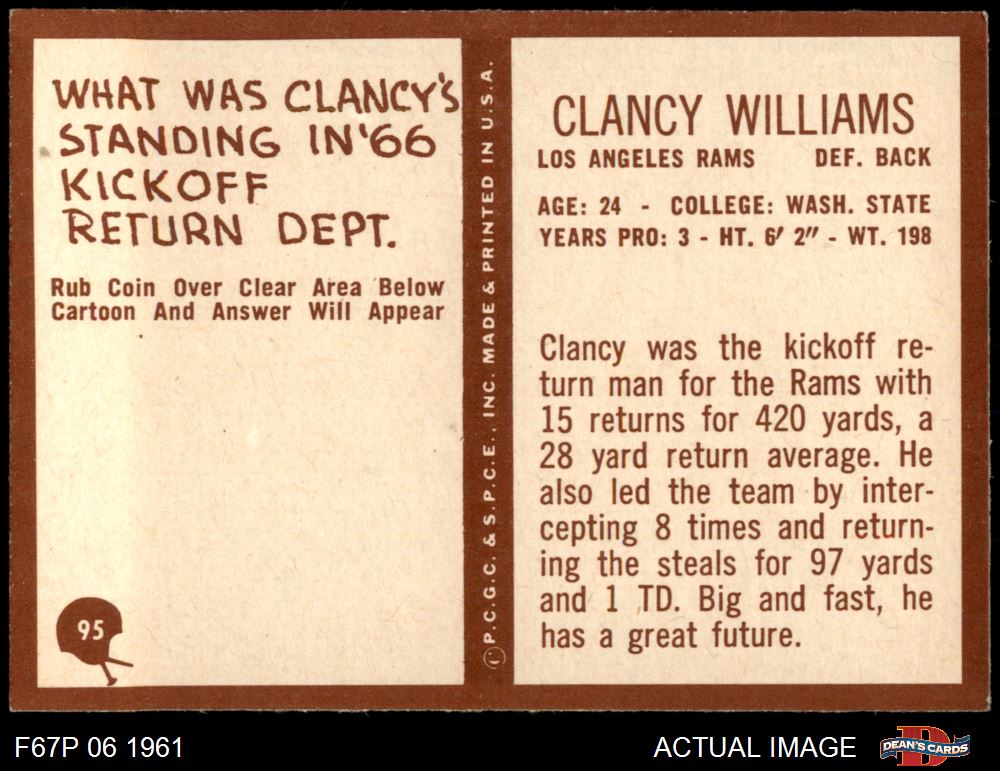 WHAT WAS CLANCY'S
STANDING IN '66
KICKOFF
RETURN DEPT.
Rub Coin Over Clear Area Below
Cartoon And Answer Will Appear
95
©P.C.G.C. & S.P.C.E., INC. MADE & PRINTED IN U.S.A.
CLANCY WILLIAMS
LOS ANGELES RAMS DEF. BACK
AGE: 24 - COLLEGE: WASH. STATE
YEARS PRO: 3 - HT. 6' 2" - WT. 198
Clancy was the kickoff re-
turn man for the Rams with
15 returns for 420 yards, a
28 yard return average. He
also led the team by inter-
cepting 8 times and return-
ing the steals for 97 yards
and 1 TD. Big and fast, he
has a great future.
F67P 06 1961
ACTUAL IMAGE
DEAN'S CARDS